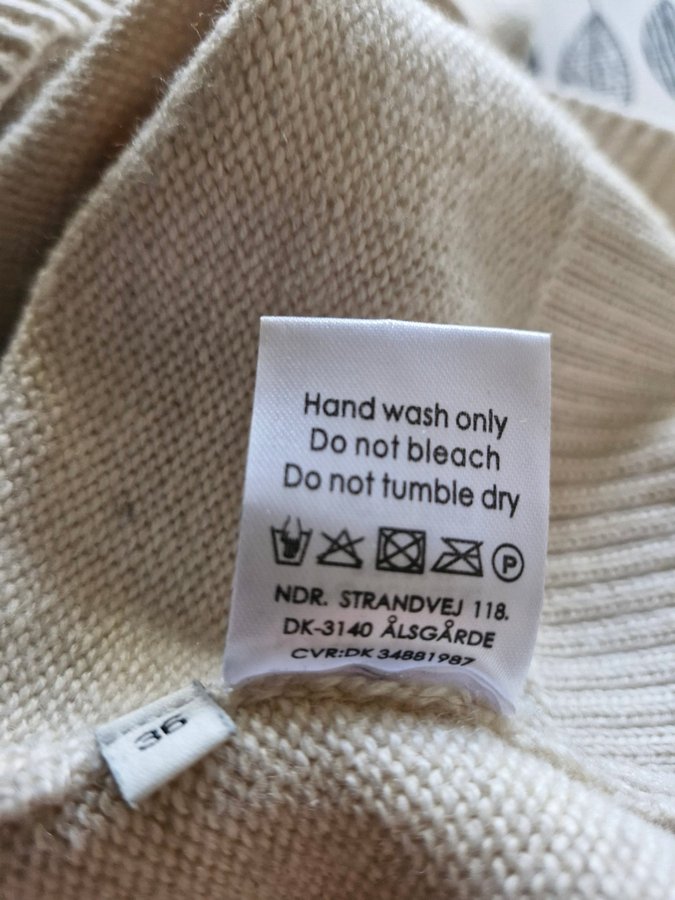 Hand wash only
Do not bleach
Do not tumble dry
P
NDR. STRANDVEJ 118.
DK-3140 ÅLSGÅRDE
CVR:DK 34881987
36